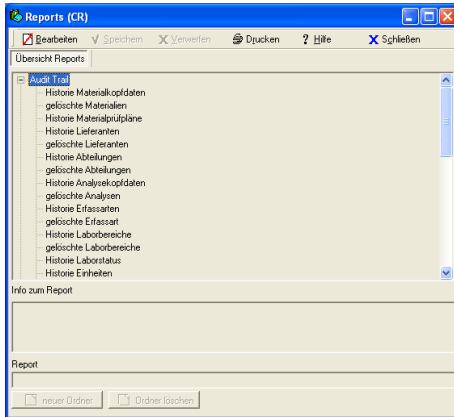 Reports (CR)
Bearbeiten Speichern Verwerfen Drucken ? Hilfe Schließen
Übersicht Reports
Audit Trail
Historie Materialkopfdaten
gelöschte Materialien
Historie Materialprüfpläne
Historie Lieferanten
gelöschte Lieferanten
Historie Abteilungen
gelöschte Abteilungen
Historie Analysekopfdaten
gelöschte Analysen
Historie Erfassarten
gelöschte Erfassart
Historie Laborbereiche
gelöschte Laborbereiche
Historie Laborstatus
Historie Einheiten
Info zum Report
Report
neuer Ordner Ordner löschen